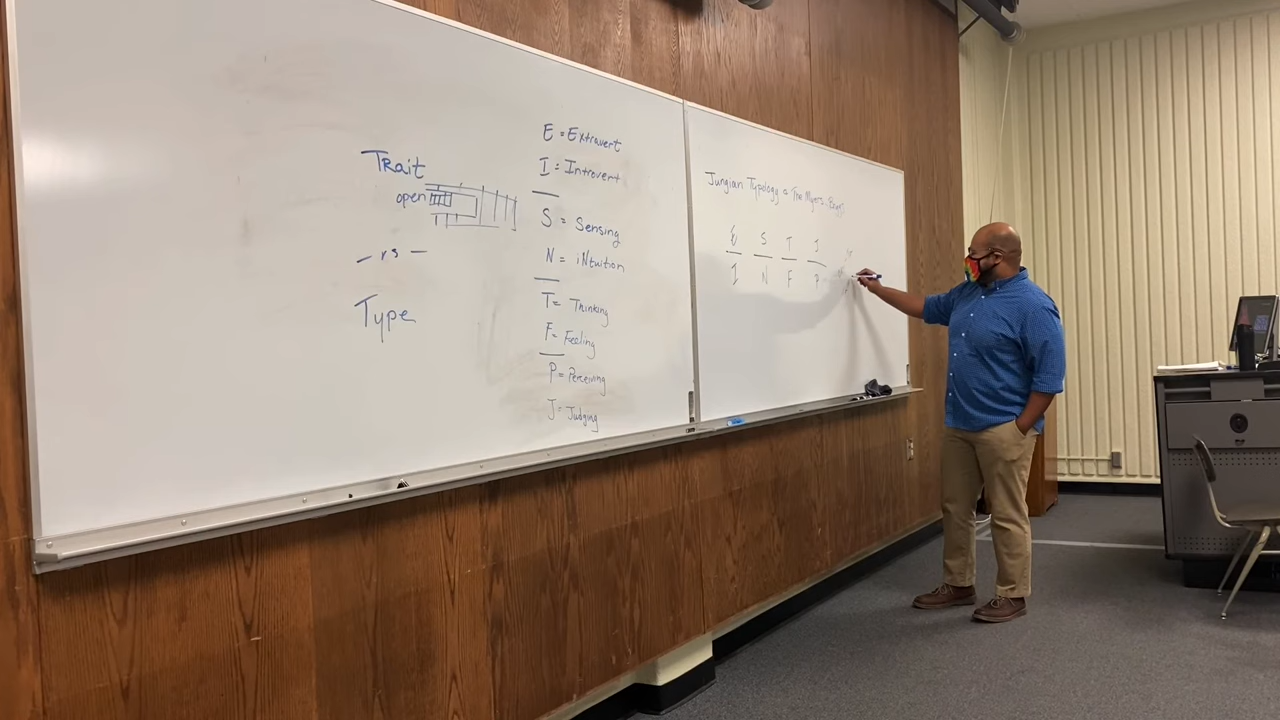 Trait
open
- vs -
Type
E = Extravert
I = Introvert
S = Sensing
N = iNtuition
T = Thinking
F = Feeling
P = Perceiving
J = Judging
Jungian Typology & The Myers-Briggs
E S T J
I N F P